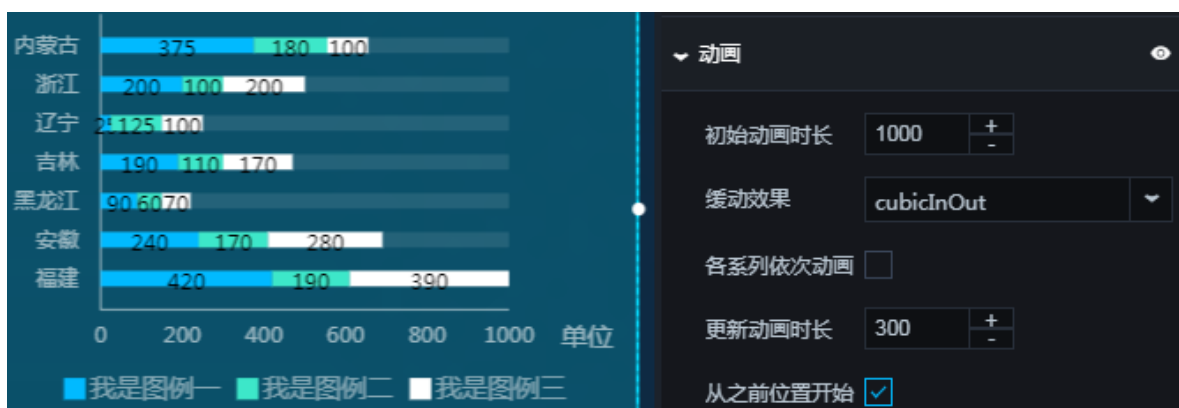 内蒙古 375 180 100
浙江 200 100 200
辽宁 125 100
吉林 190 110 170
黑龙江 90 60 70
安徽 240 170 280
福建 420 190 390
0 200 400 600 800 1000 单位
我是图例一 我是图例二 我是图例三
动画
初始动画时长 1000 + -
缓动效果 cubicInOut
各系列依次动画
更新动画时长 300 + -
从之前位置开始